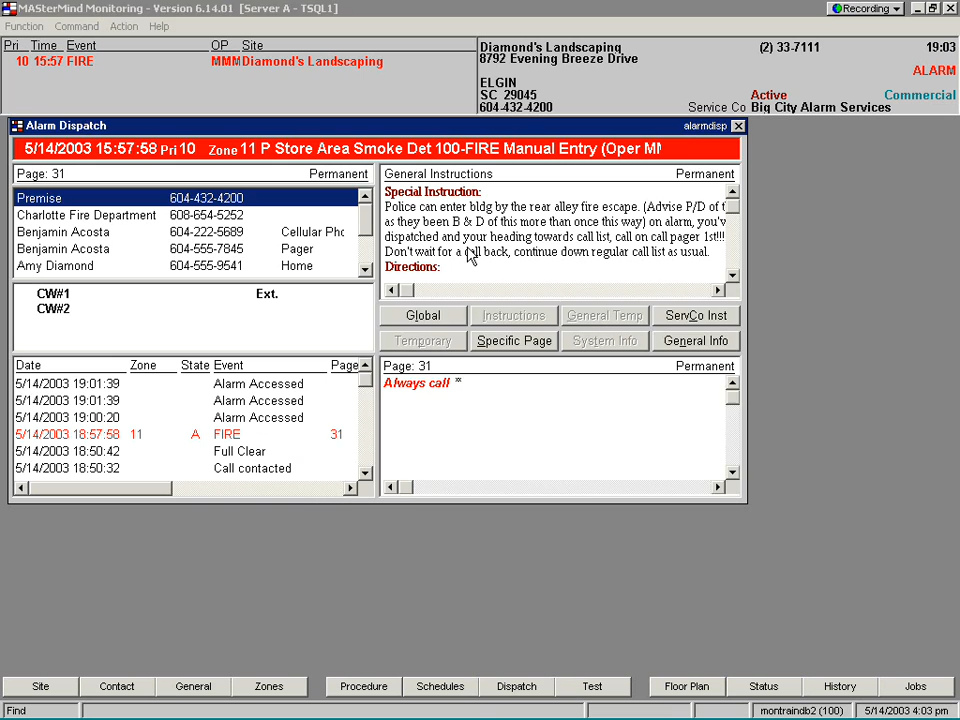 MASterMind Monitoring - Version 6.14.01 [Server A - TSQL1]
Recording
Function Command Action Help
Pri Time Event OP Site
10 15:57 FIRE MMM Diamond's Landscaping
Diamond's Landscaping (2) 33-7111 19:03
8792 Evening Breeze Drive
ALARM
ELGIN
SC 29045 Active Commercial
604-432-4200 Service Co Big City Alarm Services
Alarm Dispatch alarmdisp
5/14/2003 15:57:58 Pri 10 Zone 11 P Store Area Smoke Det 100-FIRE Manual Entry (Oper MM
Page: 31 Permanent
Premise 604-432-4200
Charlotte Fire Department 608-654-5252
Benjamin Acosta 604-222-5689 Cellular Pho
Benjamin Acosta 604-555-7845 Pager
Amy Diamond 604-555-9541 Home
General Instructions Permanent
Special Instruction:
Police can enter bldg by the rear alley fire escape. (Advise P/D of t
as they been B & D of this more than once this way) on alarm, you'v
dispatched and your heading towards call list, call on call pager 1st!!!
Don't wait for a call back, continue down regular call list as usual.
Directions:
CW#1 Ext.
CW#2
Global Instructions General Temp ServCo Inst
Temporary Specific Page System Info General Info
Date Zone State Event Page
5/14/2003 19:01:39 Alarm Accessed
5/14/2003 19:01:39 Alarm Accessed
5/14/2003 19:00:20 Alarm Accessed
5/14/2003 18:57:58 11 A FIRE 31
5/14/2003 18:50:42 Full Clear
5/14/2003 18:50:32 Call contacted
Page: 31 Permanent
Always call *
Site Contact General Zones Procedure Schedules Dispatch Test Floor Plan Status History Jobs
Find montraindb2 (100) 5/14/2003 4:03 pm